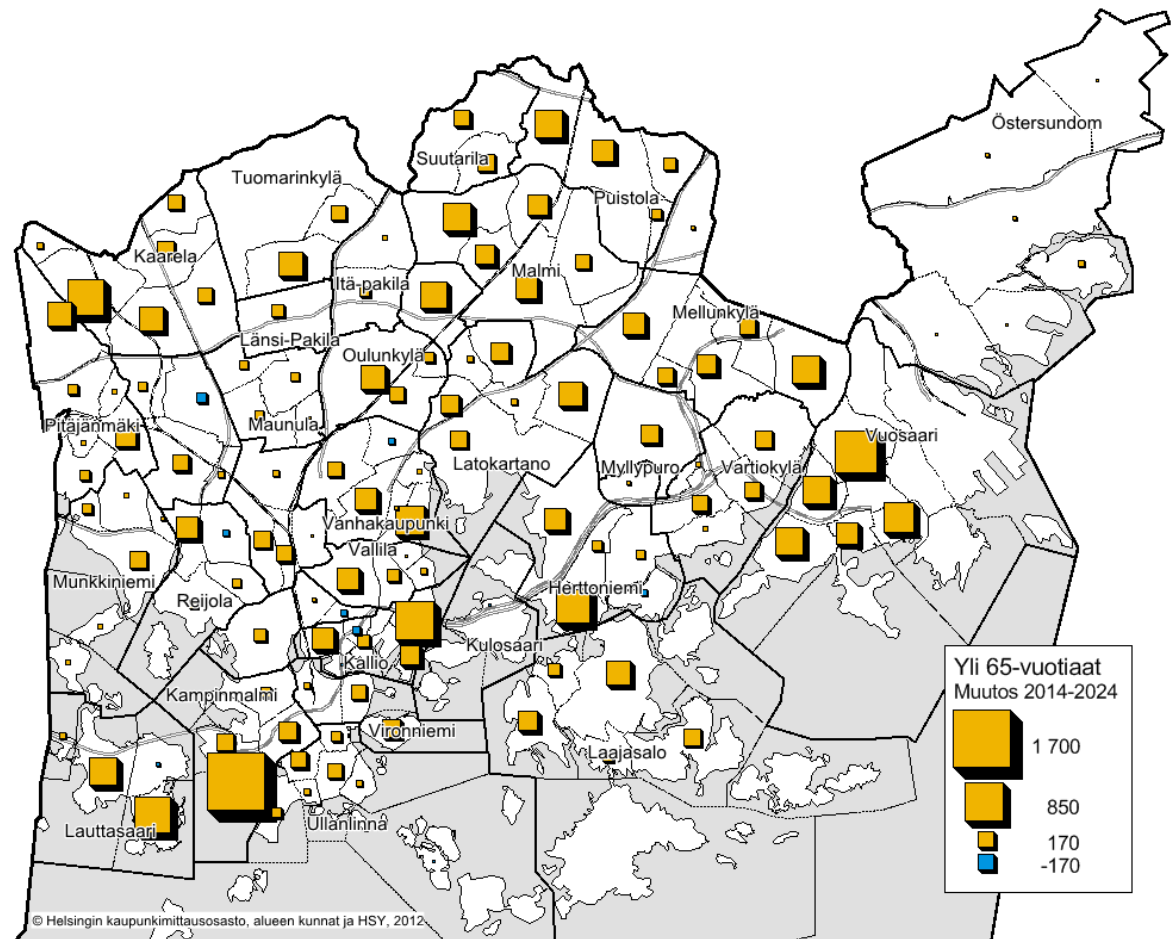 Östersundom
Suutarila
Tuomarinkylä
Puistola
Kaarela
Malmi
Itä-pakila
Mellunkylä
Länsi-Pakila
Oulunkylä
Maunula
Pitäjänmäki
Vuosaari
Latokartano
Myllypuro
Vartiokylä
Vanhakaupunki
Vallila
Munkkiniemi
Herttoniemi
Reijola
Kulosaari
Kallio
Kampinmalmi
Vironniemi
Laajasalo
Lauttasaari
Ullanlinna
Yli 65-vuotiaat
Muutos 2014-2024
1 700
850
170
-170
© Helsingin kaupunkimittausosasto, alueen kunnat ja HSY, 2012